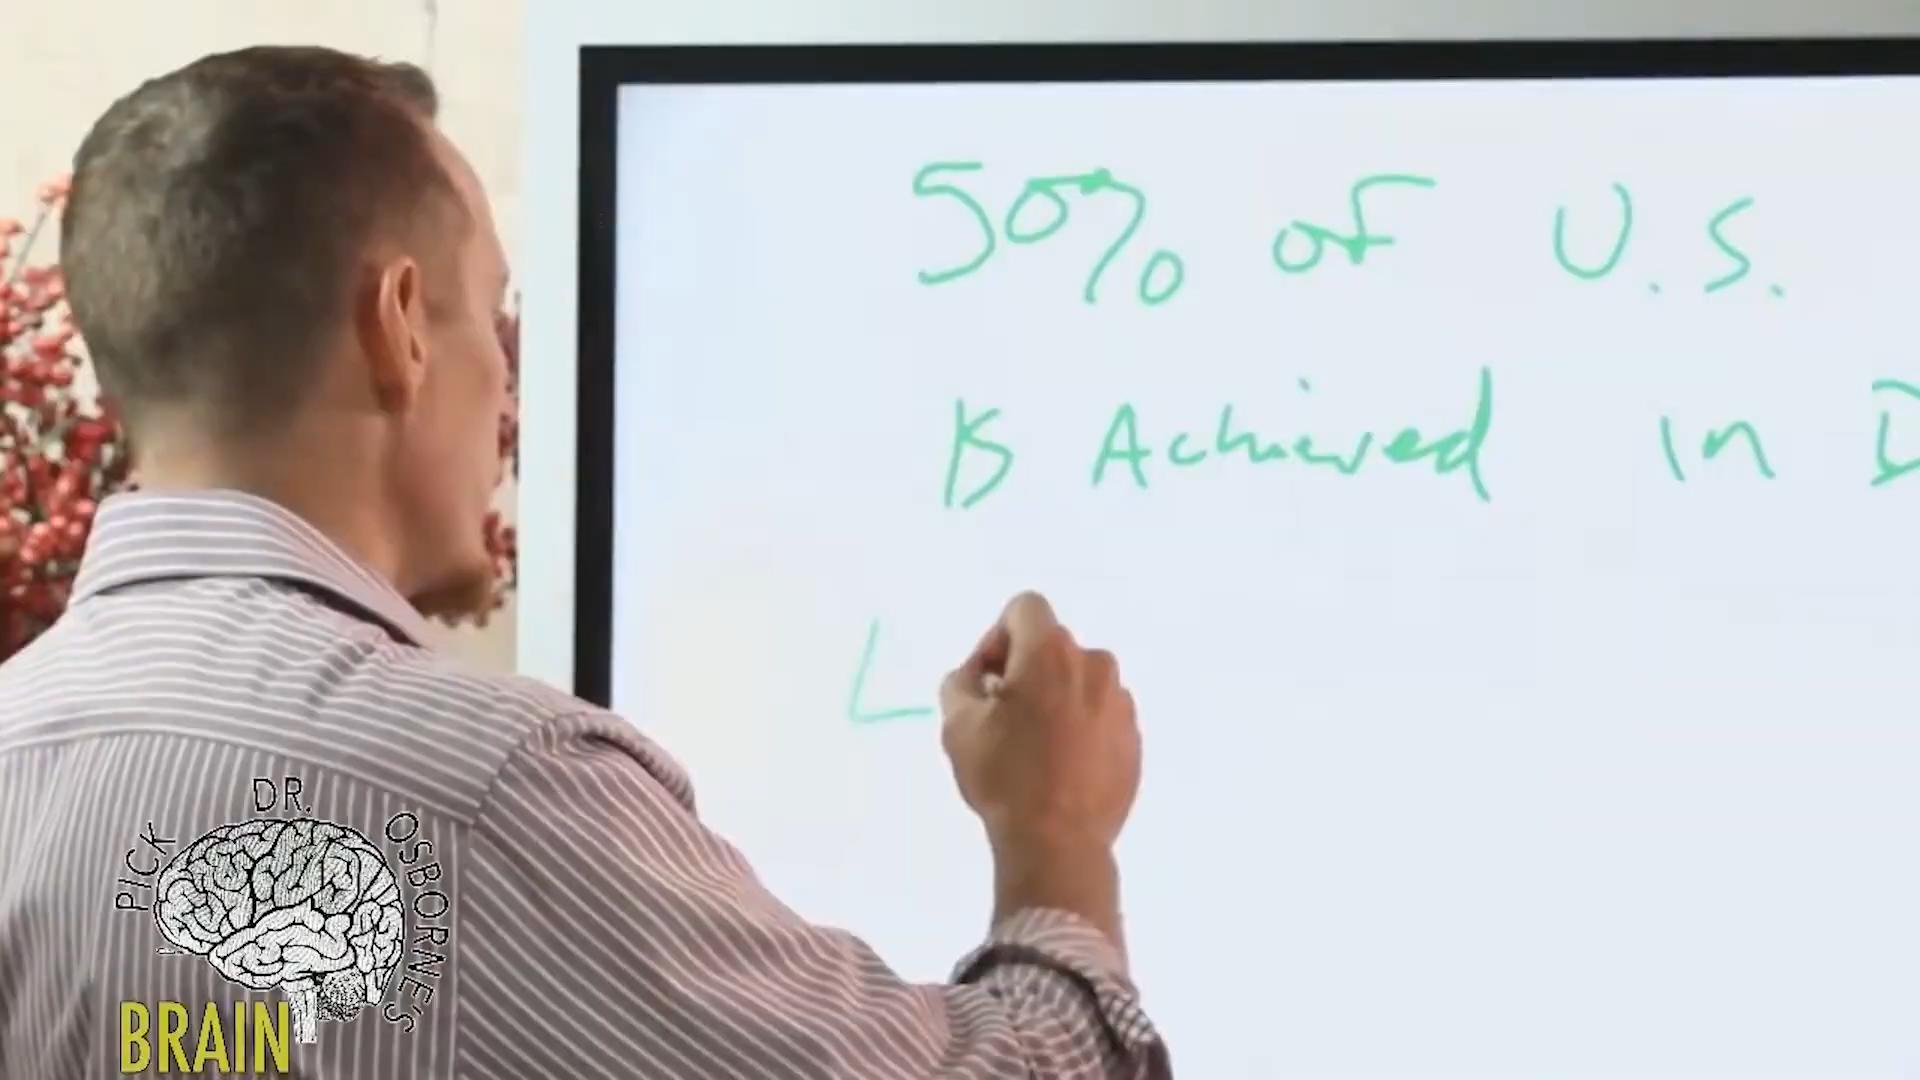 50% of U.S.
is Achieved in D
L
PICK DR. OSBORNE'S
BRAIN